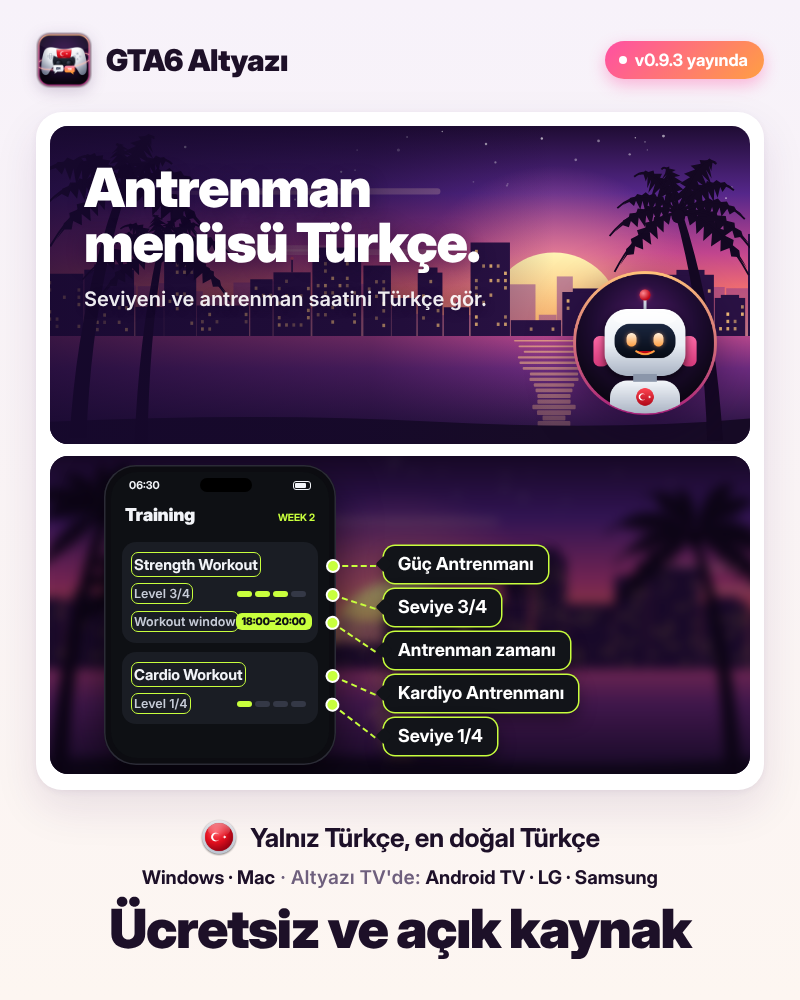 GTA6 Altyazı
v0.9.3 yayında
Antrenman
menüsü Türkçe.
Seviyeni ve antrenman saatini Türkçe gör.
06:30
Training
WEEK 2
Strength Workout
Level 3/4
Workout window
18:00–20:00
Cardio Workout
Level 1/4
Güç Antrenmanı
Seviye 3/4
Antrenman zamanı
Kardiyo Antrenmanı
Seviye 1/4
Yalnız Türkçe, en doğal Türkçe
Windows · Mac · Altyazı TV'de: Android TV · LG · Samsung
Ücretsiz ve açık kaynak